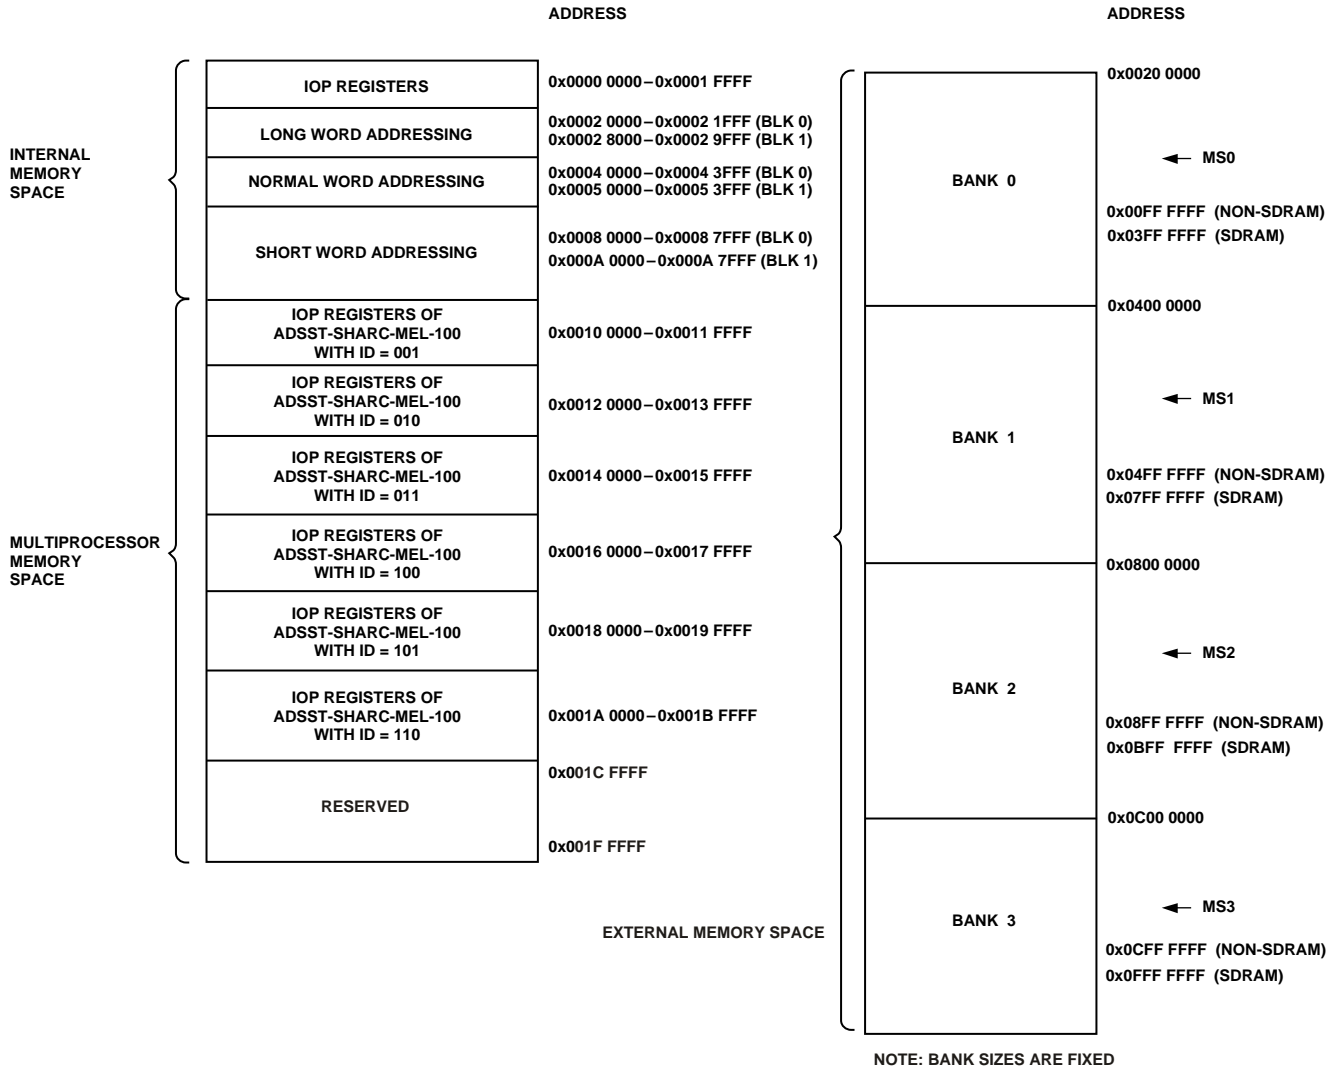 ADDRESS
INTERNAL
MEMORY
SPACE
IOP REGISTERS
0x0000 0000–0x0001 FFFF
LONG WORD ADDRESSING
0x0002 0000–0x0002 1FFF (BLK 0)
0x0002 8000–0x0002 9FFF (BLK 1)
NORMAL WORD ADDRESSING
0x0004 0000–0x0004 3FFF (BLK 0)
0x0005 0000–0x0005 3FFF (BLK 1)
SHORT WORD ADDRESSING
0x0008 0000–0x0008 7FFF (BLK 0)
0x000A 0000–0x000A 7FFF (BLK 1)
MULTIPROCESSOR
MEMORY
SPACE
IOP REGISTERS OF
ADSST-SHARC-MEL-100
WITH ID = 001
0x0010 0000–0x0011 FFFF
IOP REGISTERS OF
ADSST-SHARC-MEL-100
WITH ID = 010
0x0012 0000–0x0013 FFFF
IOP REGISTERS OF
ADSST-SHARC-MEL-100
WITH ID = 011
0x0014 0000–0x0015 FFFF
IOP REGISTERS OF
ADSST-SHARC-MEL-100
WITH ID = 100
0x0016 0000–0x0017 FFFF
IOP REGISTERS OF
ADSST-SHARC-MEL-100
WITH ID = 101
0x0018 0000–0x0019 FFFF
IOP REGISTERS OF
ADSST-SHARC-MEL-100
WITH ID = 110
0x001A 0000–0x001B FFFF
RESERVED
0x001C FFFF
0x001F FFFF
ADDRESS
EXTERNAL MEMORY SPACE
0x0020 0000
BANK 0
MS0
0x00FF FFFF (NON-SDRAM)
0x03FF FFFF (SDRAM)
0x0400 0000
BANK 1
MS1
0x04FF FFFF (NON-SDRAM)
0x07FF FFFF (SDRAM)
0x0800 0000
BANK 2
MS2
0x08FF FFFF (NON-SDRAM)
0x0BFF FFFF (SDRAM)
0x0C00 0000
BANK 3
MS3
0x0CFF FFFF (NON-SDRAM)
0x0FFF FFFF (SDRAM)
NOTE: BANK SIZES ARE FIXED